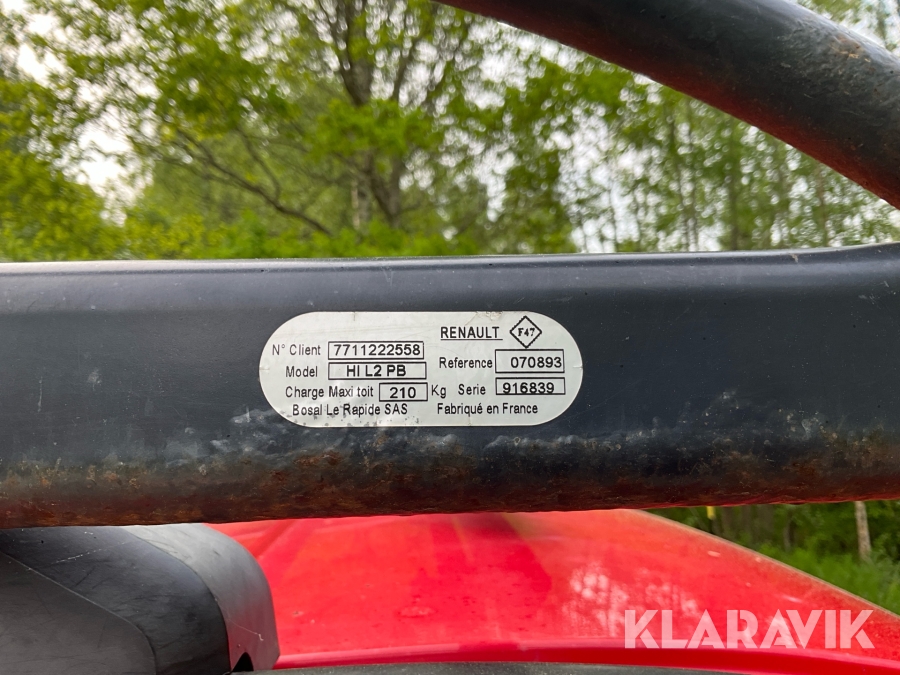 RENAULT F47
N° Client 7711222558
Reference 070893
Model HI L2 PB
Charge Maxi toit 210 Kg Serie 916839
Bosal Le Rapide SAS Fabriqué en France
KLARAVIK